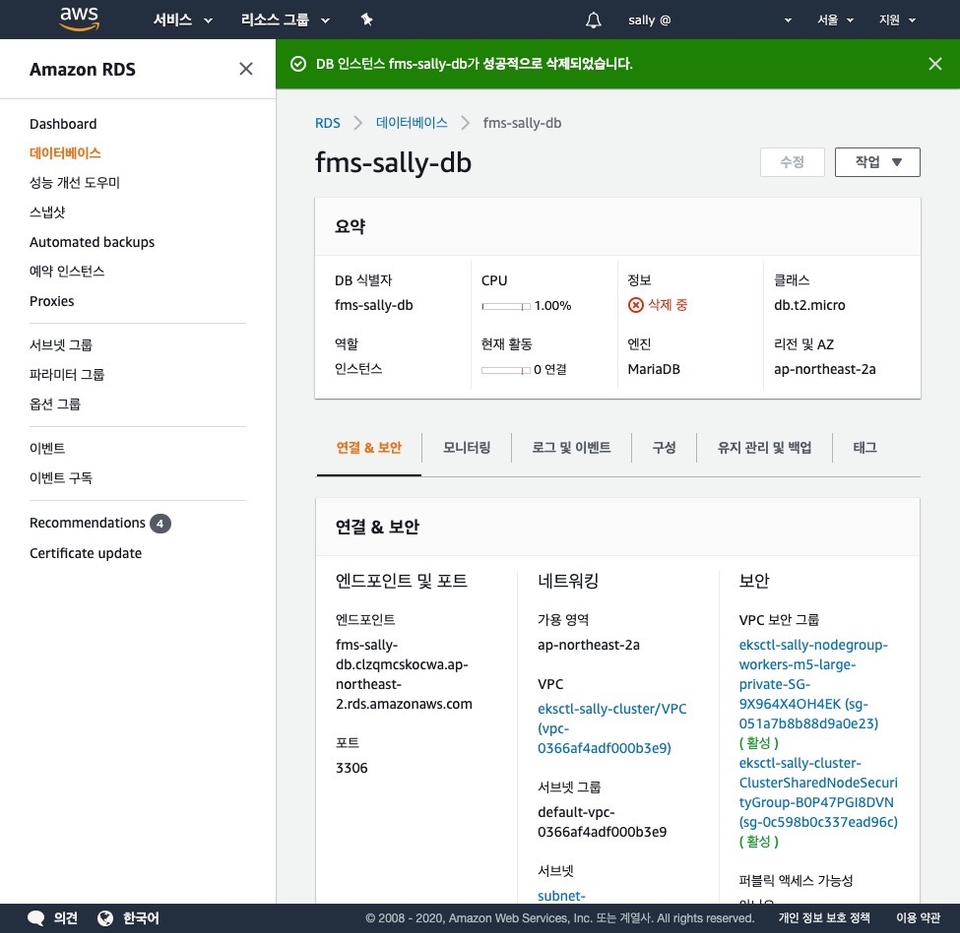 aws
서비스
리소스 그룹
sally @
서울
지원
Amazon RDS
DB 인스턴스 fms-sally-db가 성공적으로 삭제되었습니다.
Dashboard
데이터베이스
성능 개선 도우미
스냅샷
Automated backups
예약 인스턴스
Proxies
서브넷 그룹
파라미터 그룹
옵션 그룹
이벤트
이벤트 구독
Recommendations 4
Certificate update
RDS
데이터베이스
fms-sally-db
fms-sally-db
수정
작업
요약
DB 식별자
fms-sally-db
CPU
1.00%
정보
삭제 중
클래스
db.t2.micro
역할
인스턴스
현재 활동
0 연결
엔진
MariaDB
리전 및 AZ
ap-northeast-2a
연결 & 보안
모니터링
로그 및 이벤트
구성
유지 관리 및 백업
태그
연결 & 보안
엔드포인트 및 포트
엔드포인트
fms-sally-
db.clzqmcskocwa.ap-
northeast-
2.rds.amazonaws.com
포트
3306
네트워킹
가용 영역
ap-northeast-2a
VPC
eksctl-sally-cluster/VPC
(vpc-
0366af4adf000b3e9)
서브넷 그룹
default-vpc-
0366af4adf000b3e9
서브넷
subnet-
보안
VPC 보안 그룹
eksctl-sally-nodegroup-
workers-m5-large-
private-SG-
9X964X4OH4EK (sg-
051a7b8b88d9a0e23)
( 활성 )
eksctl-sally-cluster-
ClusterSharedNodeSecuri
tyGroup-B0P47PGI8DVN
(sg-0c598b0c337ead96c)
( 활성 )
퍼블릭 액세스 가능성
의견
한국어
© 2008 - 2020, Amazon Web Services, Inc. 또는 계열사. All rights reserved.
개인 정보 보호 정책
이용 약관